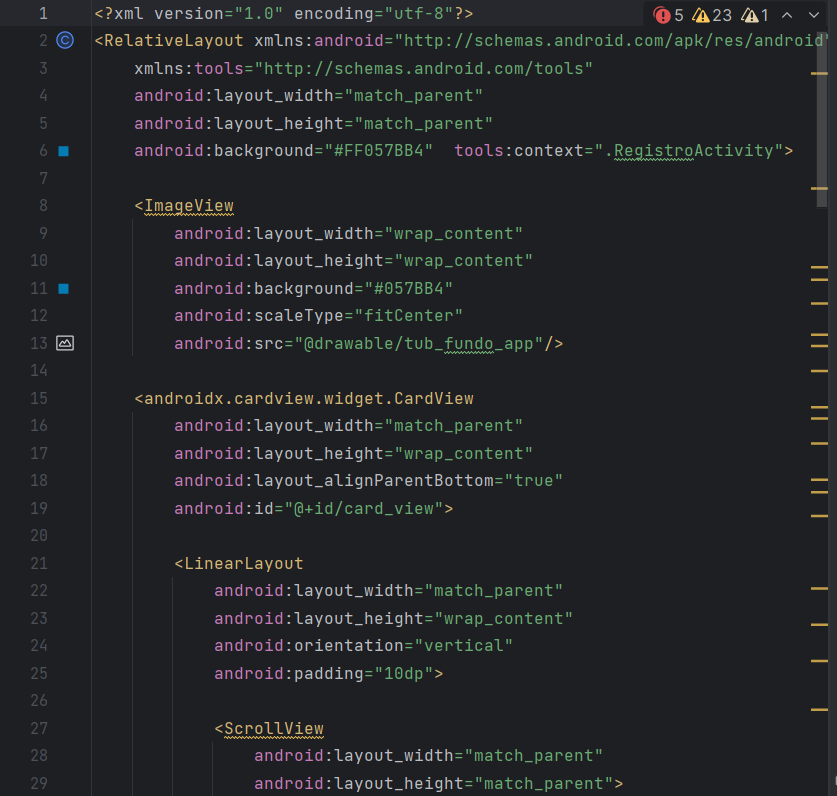 1 <?xml version="1.0" encoding="utf-8"?> 5 23 1
2 <RelativeLayout xmlns:android="http://schemas.android.com/apk/res/android"
3 xmlns:tools="http://schemas.android.com/tools"
4 android:layout_width="match_parent"
5 android:layout_height="match_parent"
6 android:background="#FF057BB4"  tools:context=".RegistroActivity">
7
8 <ImageView
9 android:layout_width="wrap_content"
10 android:layout_height="wrap_content"
11 android:background="#057BB4"
12 android:scaleType="fitCenter"
13 android:src="@drawable/tub_fundo_app"/>
14
15 <androidx.cardview.widget.CardView
16 android:layout_width="match_parent"
17 android:layout_height="wrap_content"
18 android:layout_alignParentBottom="true"
19 android:id="@+id/card_view">
20
21 <LinearLayout
22 android:layout_width="match_parent"
23 android:layout_height="wrap_content"
24 android:orientation="vertical"
25 android:padding="10dp">
26
27 <ScrollView
28 android:layout_width="match_parent"
29 android:layout_height="match_parent">